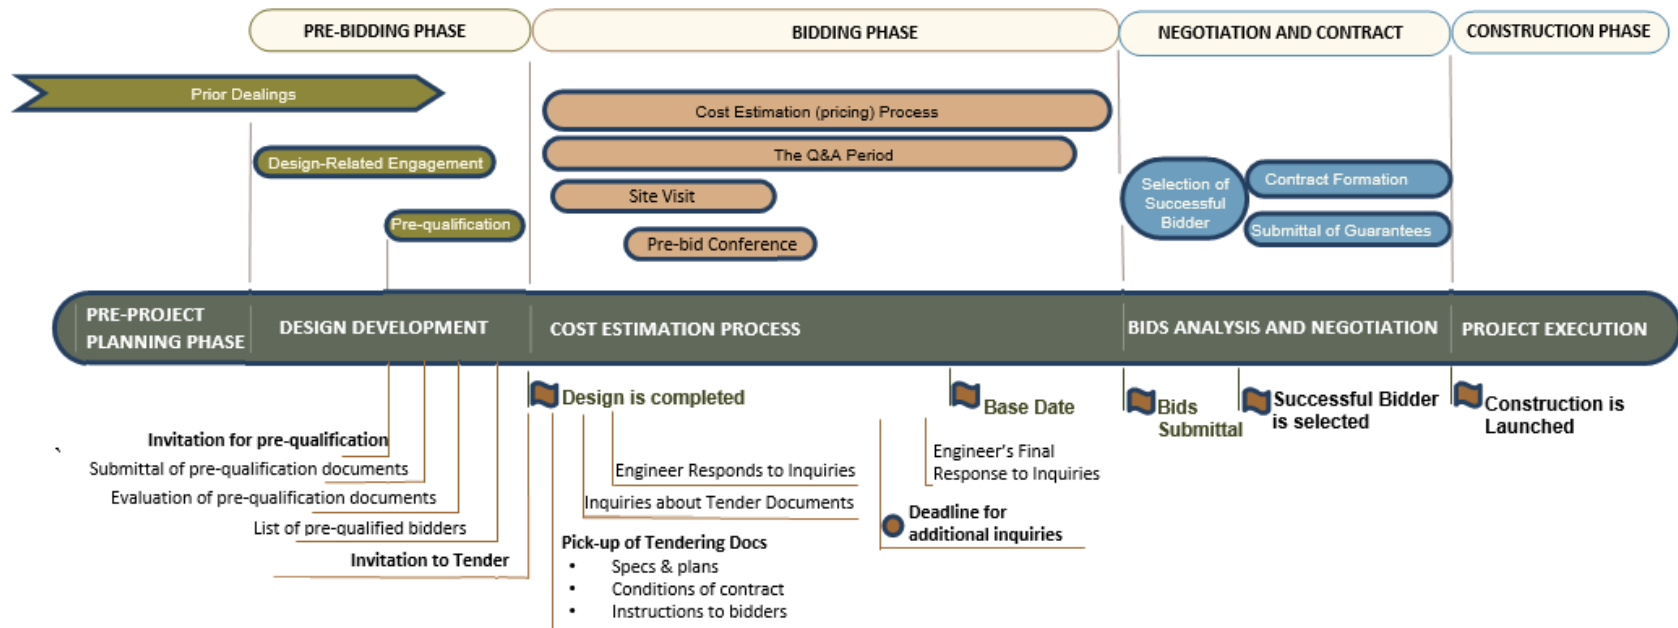 PRE-BIDDING PHASE
BIDDING PHASE
NEGOTIATION AND CONTRACT
CONSTRUCTION PHASE
Prior Dealings
Cost Estimation (pricing) Process
The Q&A Period
Design-Related Engagement
Site Visit
Selection of
Successful
Bidder
Contract Formation
Pre-qualification
Pre-bid Conference
Submittal of Guarantees
PRE-PROJECT
PLANNING PHASE
DESIGN DEVELOPMENT
COST ESTIMATION PROCESS
BIDS ANALYSIS AND NEGOTIATION
PROJECT EXECUTION
Design is completed
Base Date
Bids
Submittal
Successful Bidder
is selected
Construction is
Launched
Invitation for pre-qualification
Submittal of pre-qualification documents
Evaluation of pre-qualification documents
List of pre-qualified bidders
Invitation to Tender
Engineer Responds to Inquiries
Inquiries about Tender Documents
Engineer's Final
Response to Inquiries
Deadline for
additional inquiries
Pick-up of Tendering Docs
• Specs & plans
• Conditions of contract
• Instructions to bidders